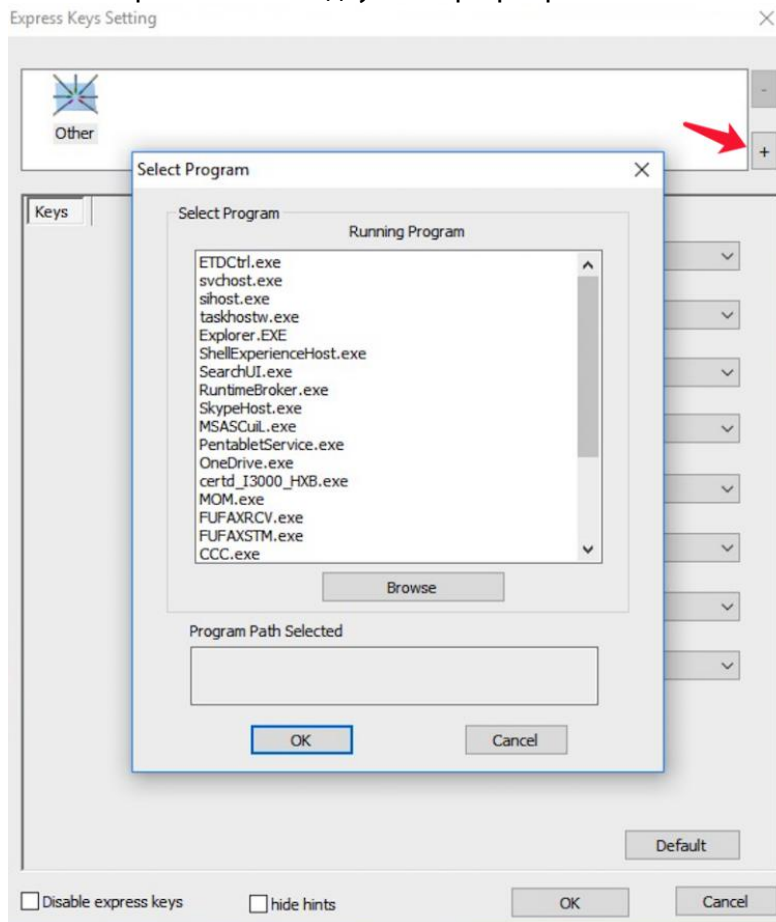 Express Keys Setting
Other
-
+
Select Program
Keys
Select Program
Running Program
ETDCtrl.exe
svchost.exe
sihost.exe
taskhostw.exe
Explorer.EXE
ShellExperienceHost.exe
SearchUI.exe
RuntimeBroker.exe
SkypeHost.exe
MSASCuiL.exe
PentabletService.exe
OneDrive.exe
certd_I3000_HXB.exe
MOM.exe
FUFAXRCV.exe
FUFAXSTM.exe
CCC.exe
Browse
Program Path Selected
OK Cancel
Default
Disable express keys hide hints OK Cancel